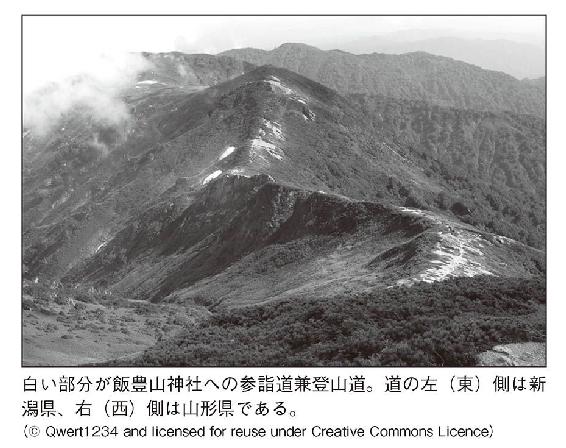 白い部分が飯豊山神社への参詣道兼登山道。道の左（東）側は新
潟県、右（西）側は山形県である。
(© Qwert1234 and licensed for reuse under Creative Commons Licence)